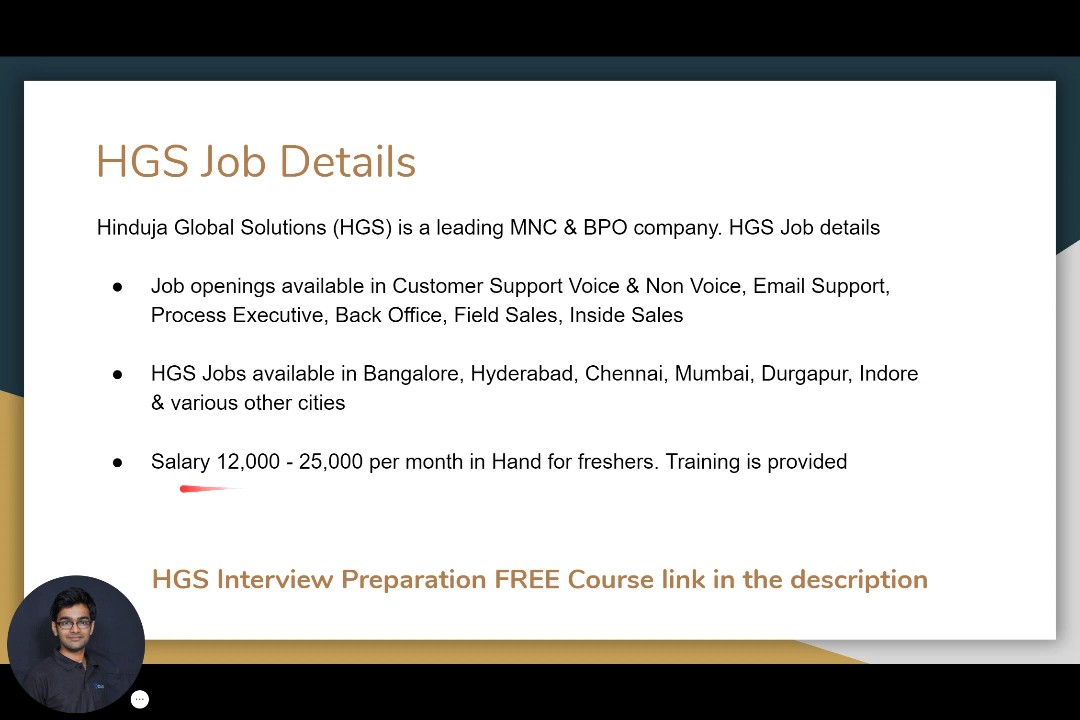 HGS Job Details
Hinduja Global Solutions (HGS) is a leading MNC & BPO company. HGS Job details
● Job openings available in Customer Support Voice & Non Voice, Email Support,
Process Executive, Back Office, Field Sales, Inside Sales
● HGS Jobs available in Bangalore, Hyderabad, Chennai, Mumbai, Durgapur, Indore
& various other cities
● Salary 12,000 - 25,000 per month in Hand for freshers. Training is provided
HGS Interview Preparation FREE Course link in the description